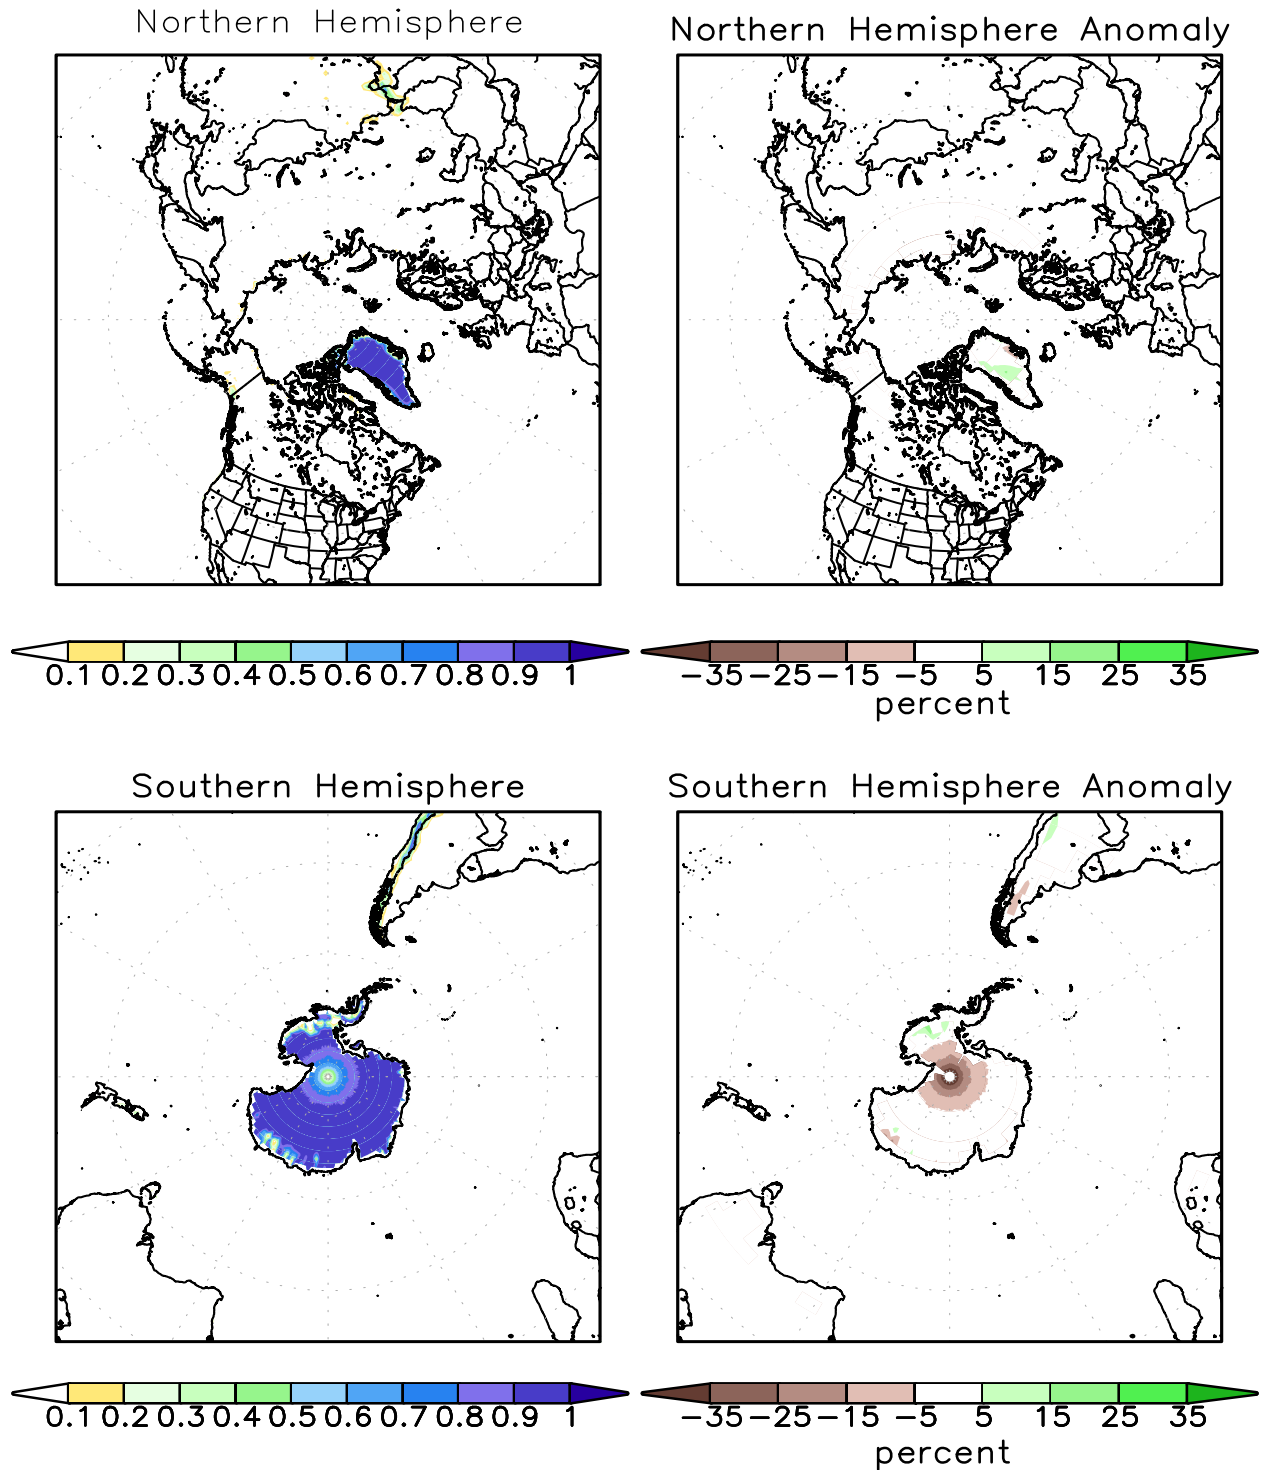 Northern Hemisphere
Northern Hemisphere Anomaly
0.1 0.2 0.3 0.4 0.5 0.6 0.7 0.8 0.9 1
-35 -25 -15 -5 5 15 25 35
percent
Southern Hemisphere
Southern Hemisphere Anomaly
0.1 0.2 0.3 0.4 0.5 0.6 0.7 0.8 0.9 1
-35 -25 -15 -5 5 15 25 35
percent